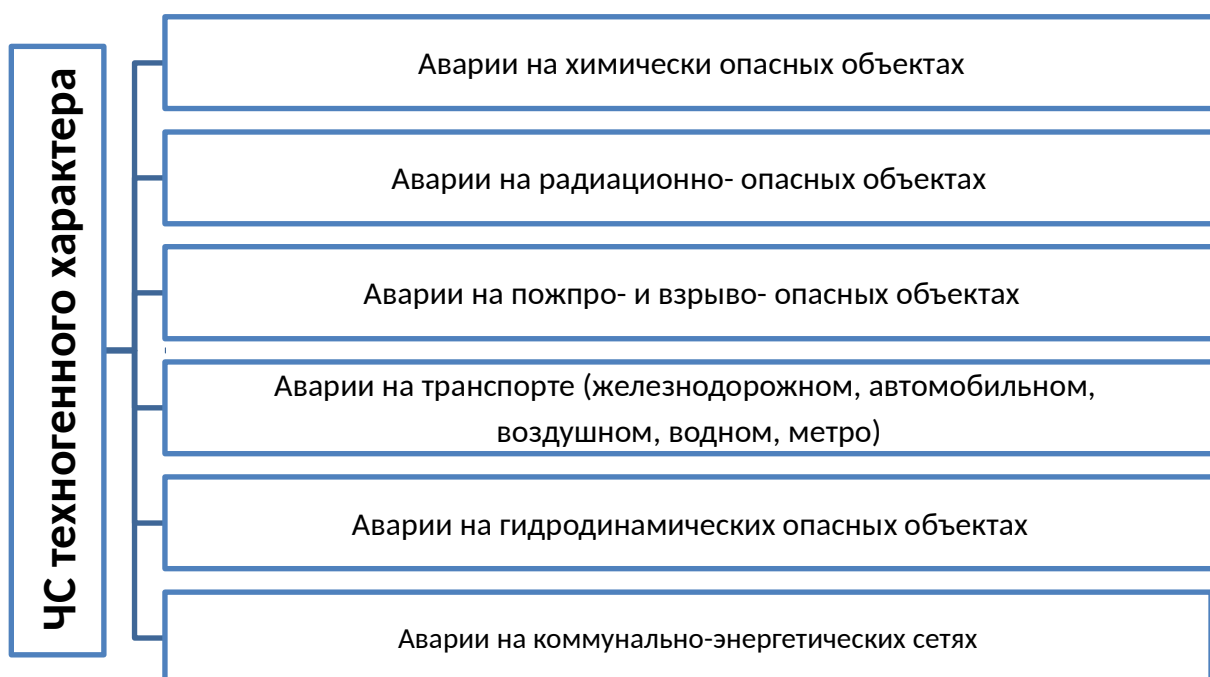 ЧС техногенного характера
Аварии на химически опасных объектах
Аварии на радиационно- опасных объектах
Аварии на пожпро- и взрыво- опасных объектах
Аварии на транспорте (железнодорожном, автомобильном,
воздушном, водном, метро)
Аварии на гидродинамических опасных объектах
Аварии на коммунально-энергетических сетях